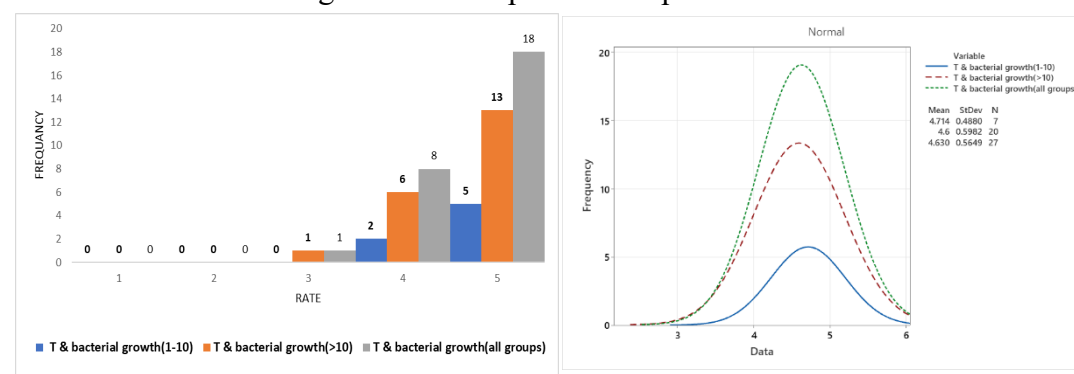 20
18
16
14
12
10
8
6
4
2
0
FREQUANCY
0 0 0 0 0 0 1 1 2 6 8 5 13 18
1 2 3 4 5
RATE
T & bacterial growth(1-10) T & bacterial growth(>10) T & bacterial growth(all groups)
Normal
20
15
10
5
0
Frequency
3 4 5 6
Data
Variable
T & bacterial growth(1-10)
T & bacterial growth(>10)
T & bacterial growth(all groups
Mean StDev N
4.714 0.4880 7
4.6 0.5982 20
4.630 0.5649 27